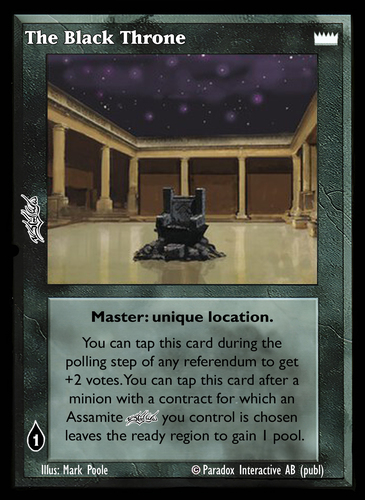 The Black Throne
Master: unique location.
You can tap this card during the
polling step of any referendum to get
+2 votes.You can tap this card after a
minion with a contract for which an
Assamite you control is chosen
leaves the ready region to gain 1 pool.
1
Illus: Mark Poole
© Paradox Interactive AB (publ)